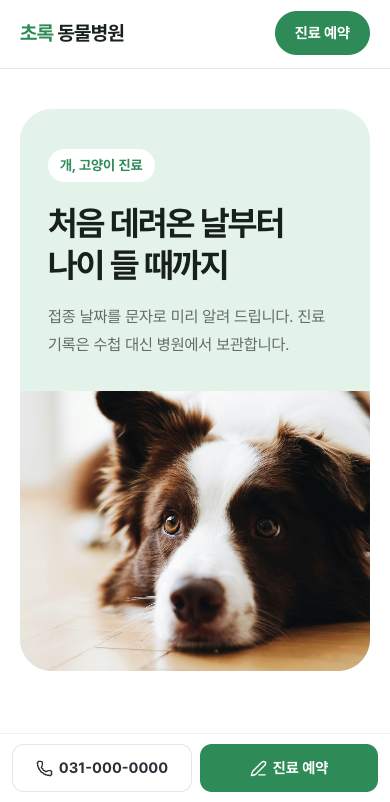 초록 동물병원
진료 예약
개, 고양이 진료
처음 데려온 날부터
나이 들 때까지
접종 날짜를 문자로 미리 알려 드립니다. 진료
기록은 수첩 대신 병원에서 보관합니다.
031-000-0000
진료 예약